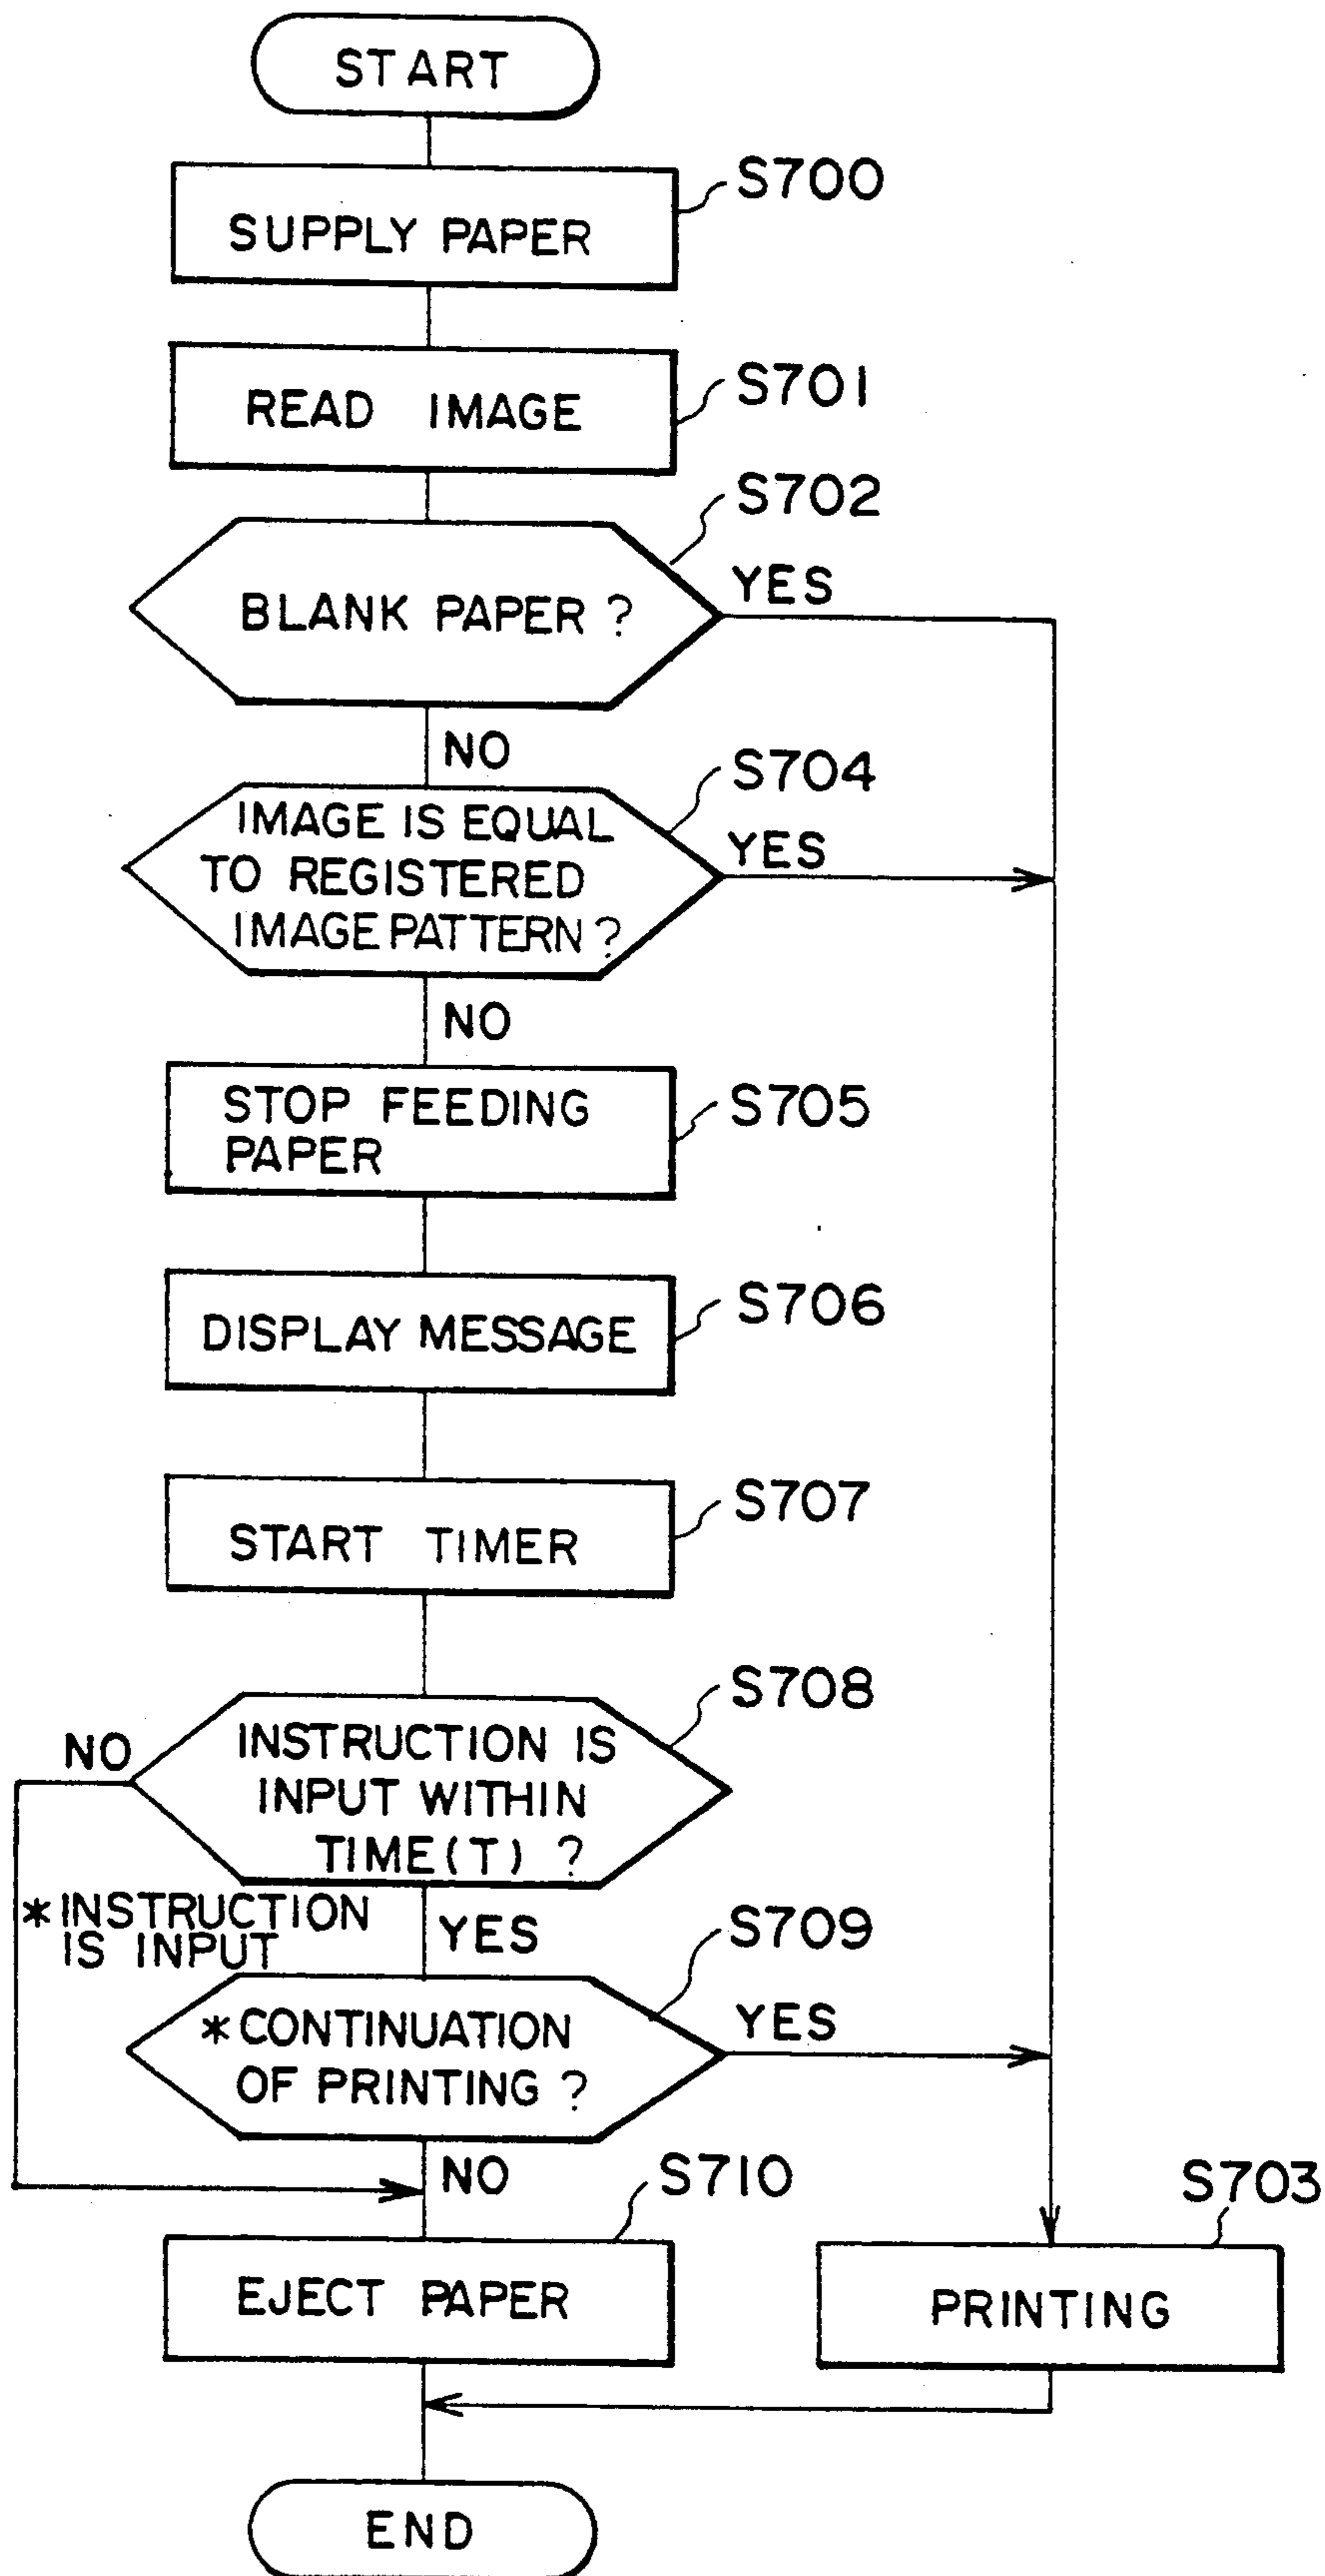 START
S700
SUPPLY PAPER
S701
READ IMAGE
S702
BLANK PAPER ?
YES
NO
S704
IMAGE IS EQUAL
TO REGISTERED
IMAGE PATTERN ?
YES
NO
STOP FEEDING
PAPER
S705
S706
DISPLAY MESSAGE
S707
START TIMER
S708
NO
INSTRUCTION IS
INPUT WITHIN
TIME(T) ?
*INSTRUCTION
IS INPUT
YES
S709
*CONTINUATION
OF PRINTING ?
YES
NO
S710
EJECT PAPER
S703
PRINTING
END